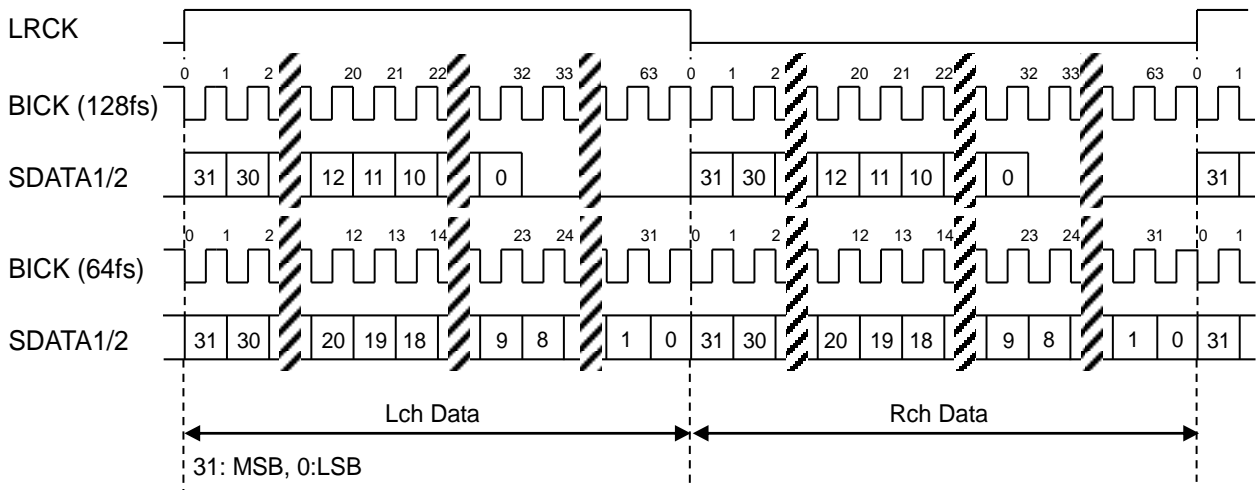 LRCK
0 1 2 20 21 22 32 33 63 0 1 2 20 21 22 32 33 63 0 1
BICK (128fs)
SDATA1/2 31 30 12 11 10 0 31 30 12 11 10 0 31
0 1 2 12 13 14 23 24 31 0 1 2 12 13 14 23 24 31 0 1
BICK (64fs)
SDATA1/2 31 30 20 19 18 9 8 1 0 31 30 20 19 18 9 8 1 0 31
Lch Data Rch Data
31: MSB, 0:LSB